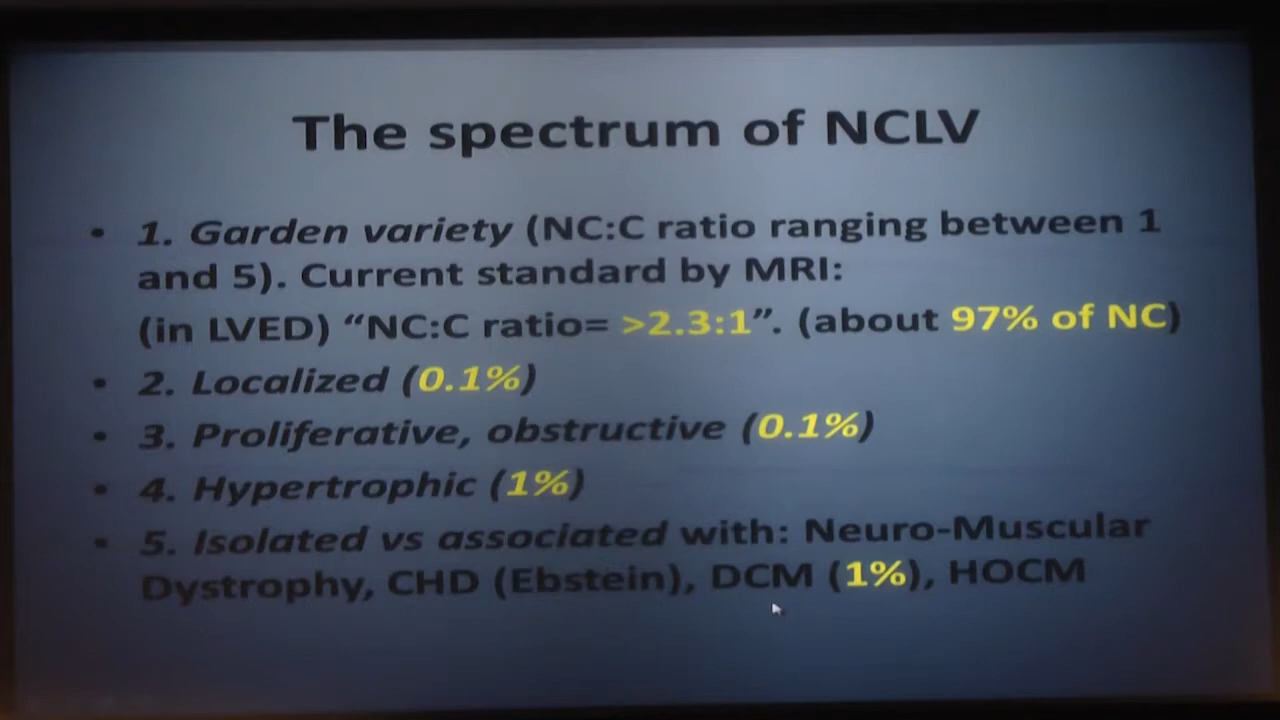 The spectrum of NCLV
• 1. Garden variety (NC:C ratio ranging between 1
and 5). Current standard by MRI:
(in LVED) “NC:C ratio= >2.3:1”. (about 97% of NC)
• 2. Localized (0.1%)
• 3. Proliferative, obstructive (0.1%)
• 4. Hypertrophic (1%)
• 5. Isolated vs associated with: Neuro-Muscular
Dystrophy, CHD (Ebstein), DCM (1%), HOCM